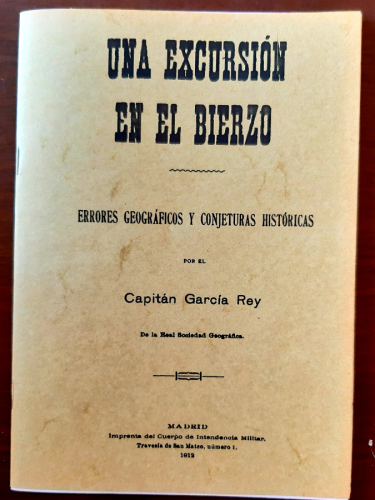 UNA EXCURSIÓN
EN EL BIERZO
ERRORES GEOGRÁFICOS Y CONJETURAS HISTÓRICAS
POR EL
Capitán García Rey
De la Real Sociedad Geográfica.
MADRID
Imprenta del Cuerpo de Intendencia Militar.
Travesía de San Mateo, número 1.
1912